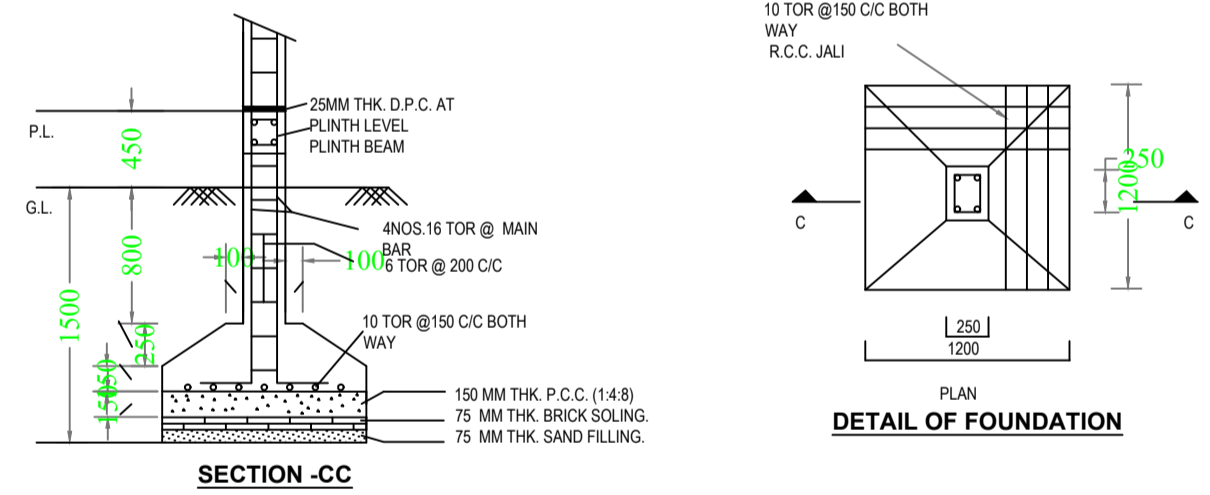 25MM THK. D.P.C. AT
PLINTH LEVEL
PLINTH BEAM
P.L.
450
G.L.
4NOS.16 TOR @ MAIN
BAR
6 TOR @ 200 C/C
100
100
800
1500
10 TOR @150 C/C BOTH
WAY
250
150 MM THK. P.C.C. (1:4:8)
75 MM THK. BRICK SOLING.
75 MM THK. SAND FILLING.
SECTION -CC
10 TOR @150 C/C BOTH
WAY
R.C.C. JALI
250
1200
C
C
250
1200
PLAN
DETAIL OF FOUNDATION